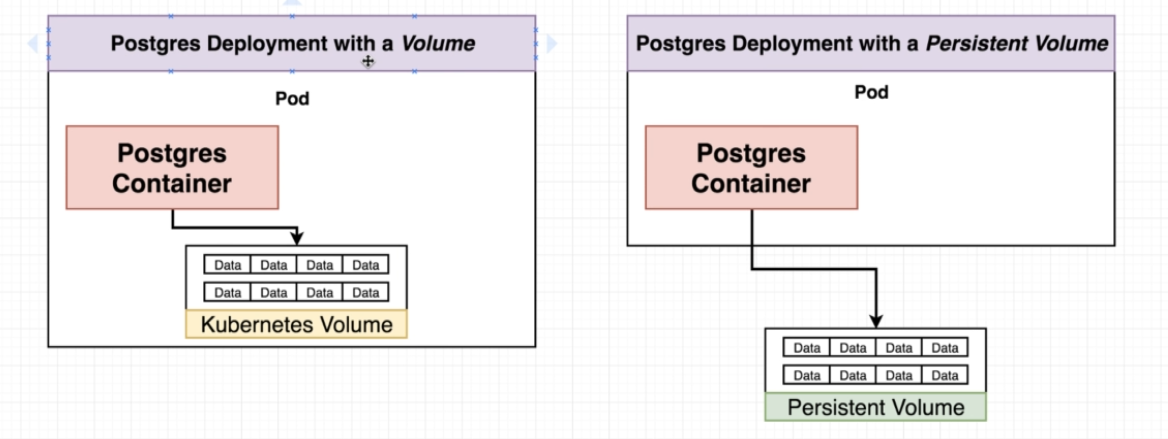 Postgres Deployment with a Volume
Pod
Postgres
Container
Data Data Data Data
Data Data Data Data
Kubernetes Volume
Postgres Deployment with a Persistent Volume
Pod
Postgres
Container
Data Data Data Data
Data Data Data Data
Persistent Volume